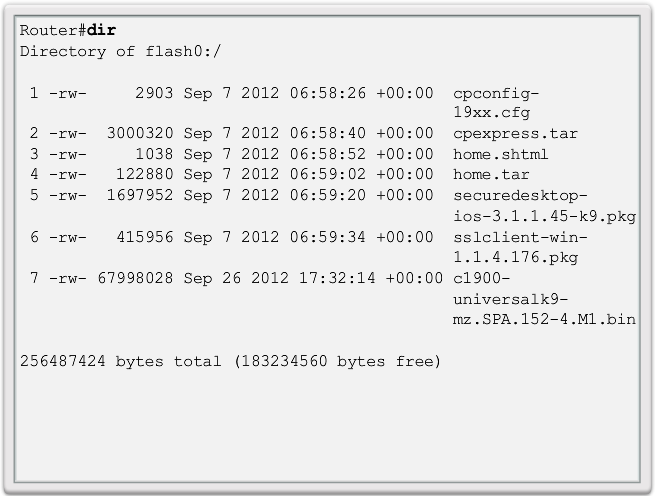 Router#dir
Directory of flash0:/
1 -rw- 2903 Sep 7 2012 06:58:26 +00:00 cpconfig-
19xx.cfg
2 -rw- 3000320 Sep 7 2012 06:58:40 +00:00 cpexpress.tar
3 -rw- 1038 Sep 7 2012 06:58:52 +00:00 home.shtml
4 -rw- 122880 Sep 7 2012 06:59:02 +00:00 home.tar
5 -rw- 1697952 Sep 7 2012 06:59:20 +00:00 securedesktop-
ios-3.1.1.45-k9.pkg
6 -rw- 415956 Sep 7 2012 06:59:34 +00:00 sslclient-win-
1.1.4.176.pkg
7 -rw- 67998028 Sep 26 2012 17:32:14 +00:00 c1900-
universalk9-
mz.SPA.152-4.M1.bin
256487424 bytes total (183234560 bytes free)